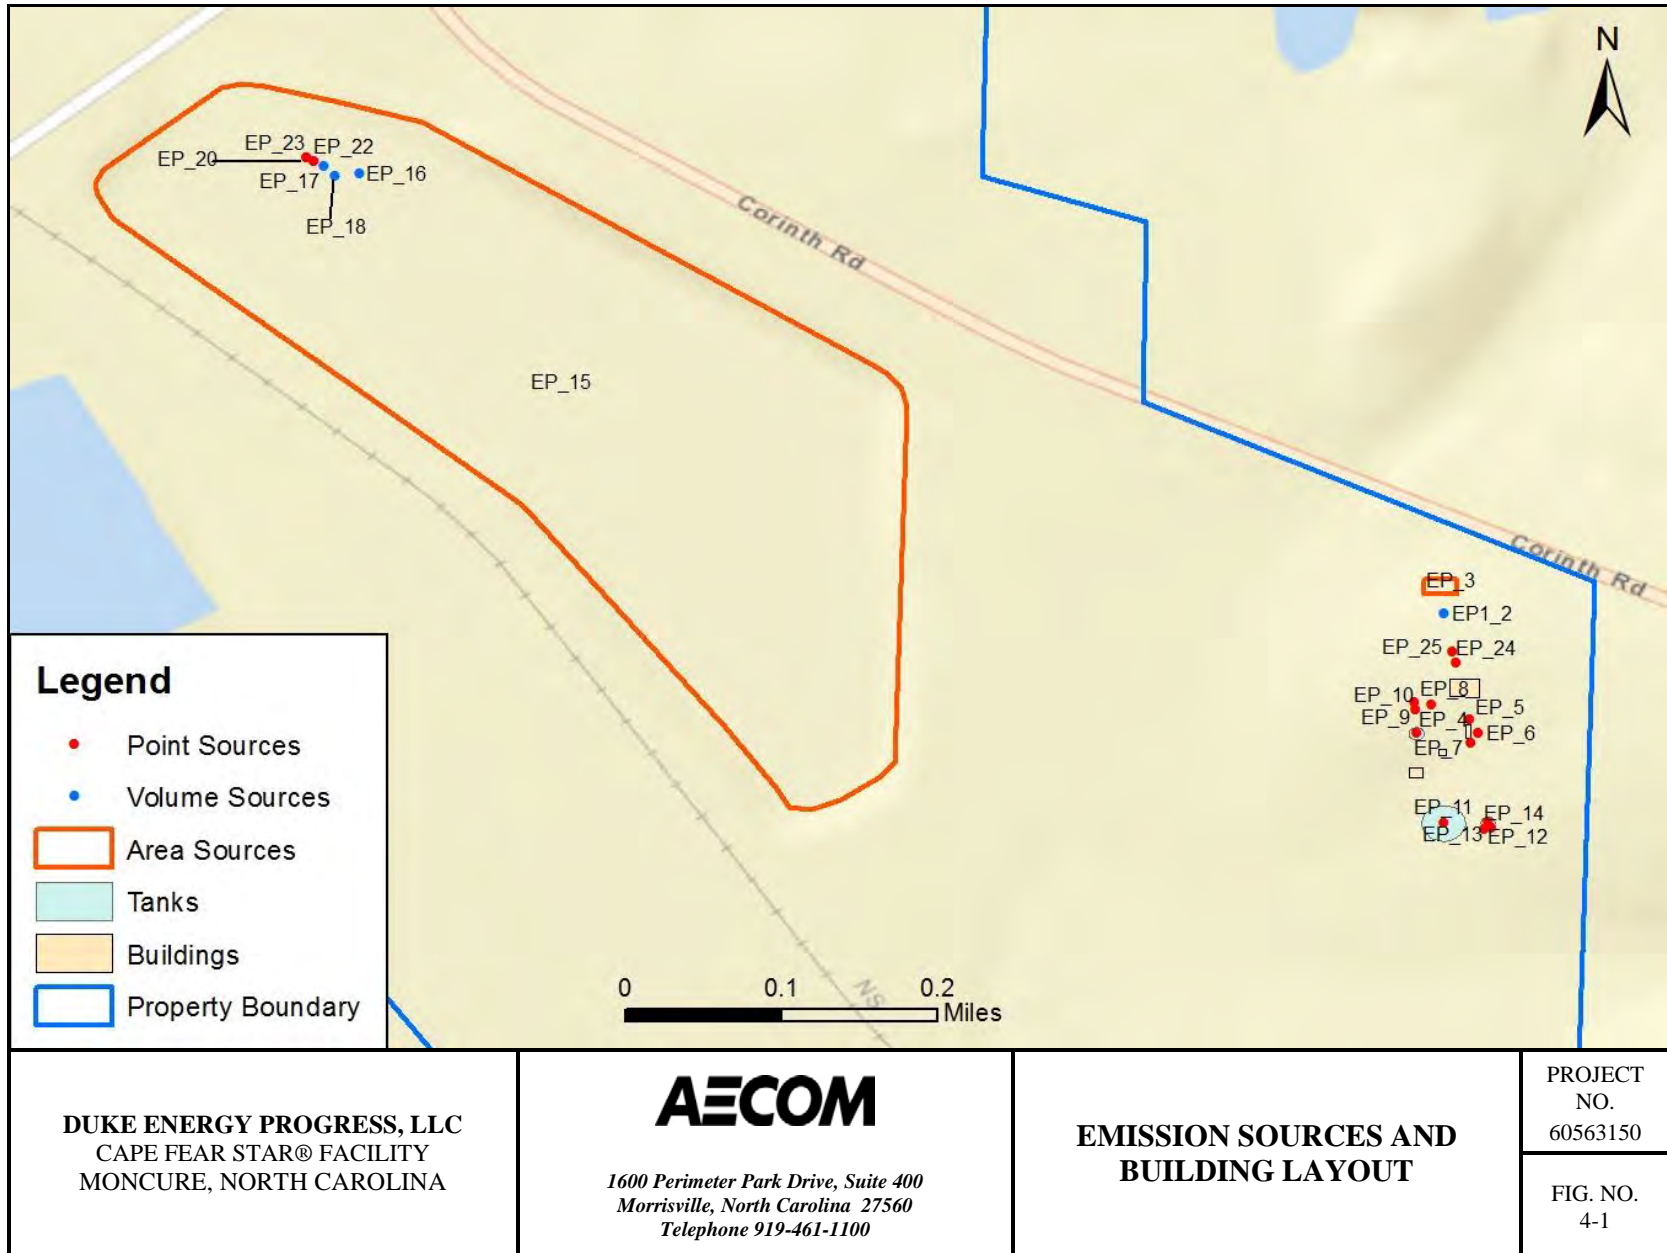 N
EP_23
EP_22
EP_20
EP_17
EP_16
EP_18
Corinth Rd
EP_15
Corinth Rd
EP_3
EP1_2
EP_25
EP_24
EP_10
EP_8
EP_5
EP_9
EP_4
EP_6
EP_7
EP_11
EP_14
EP_13
EP_12
Legend
Point Sources
Volume Sources
Area Sources
Tanks
Buildings
Property Boundary
0 0.1 0.2
Miles
NS
DUKE ENERGY PROGRESS, LLC
CAPE FEAR STAR® FACILITY
MONCURE, NORTH CAROLINA
AECOM
1600 Perimeter Park Drive, Suite 400
Morrisville, North Carolina 27560
Telephone 919-461-1100
EMISSION SOURCES AND
BUILDING LAYOUT
PROJECT
NO.
60563150
FIG. NO.
4-1